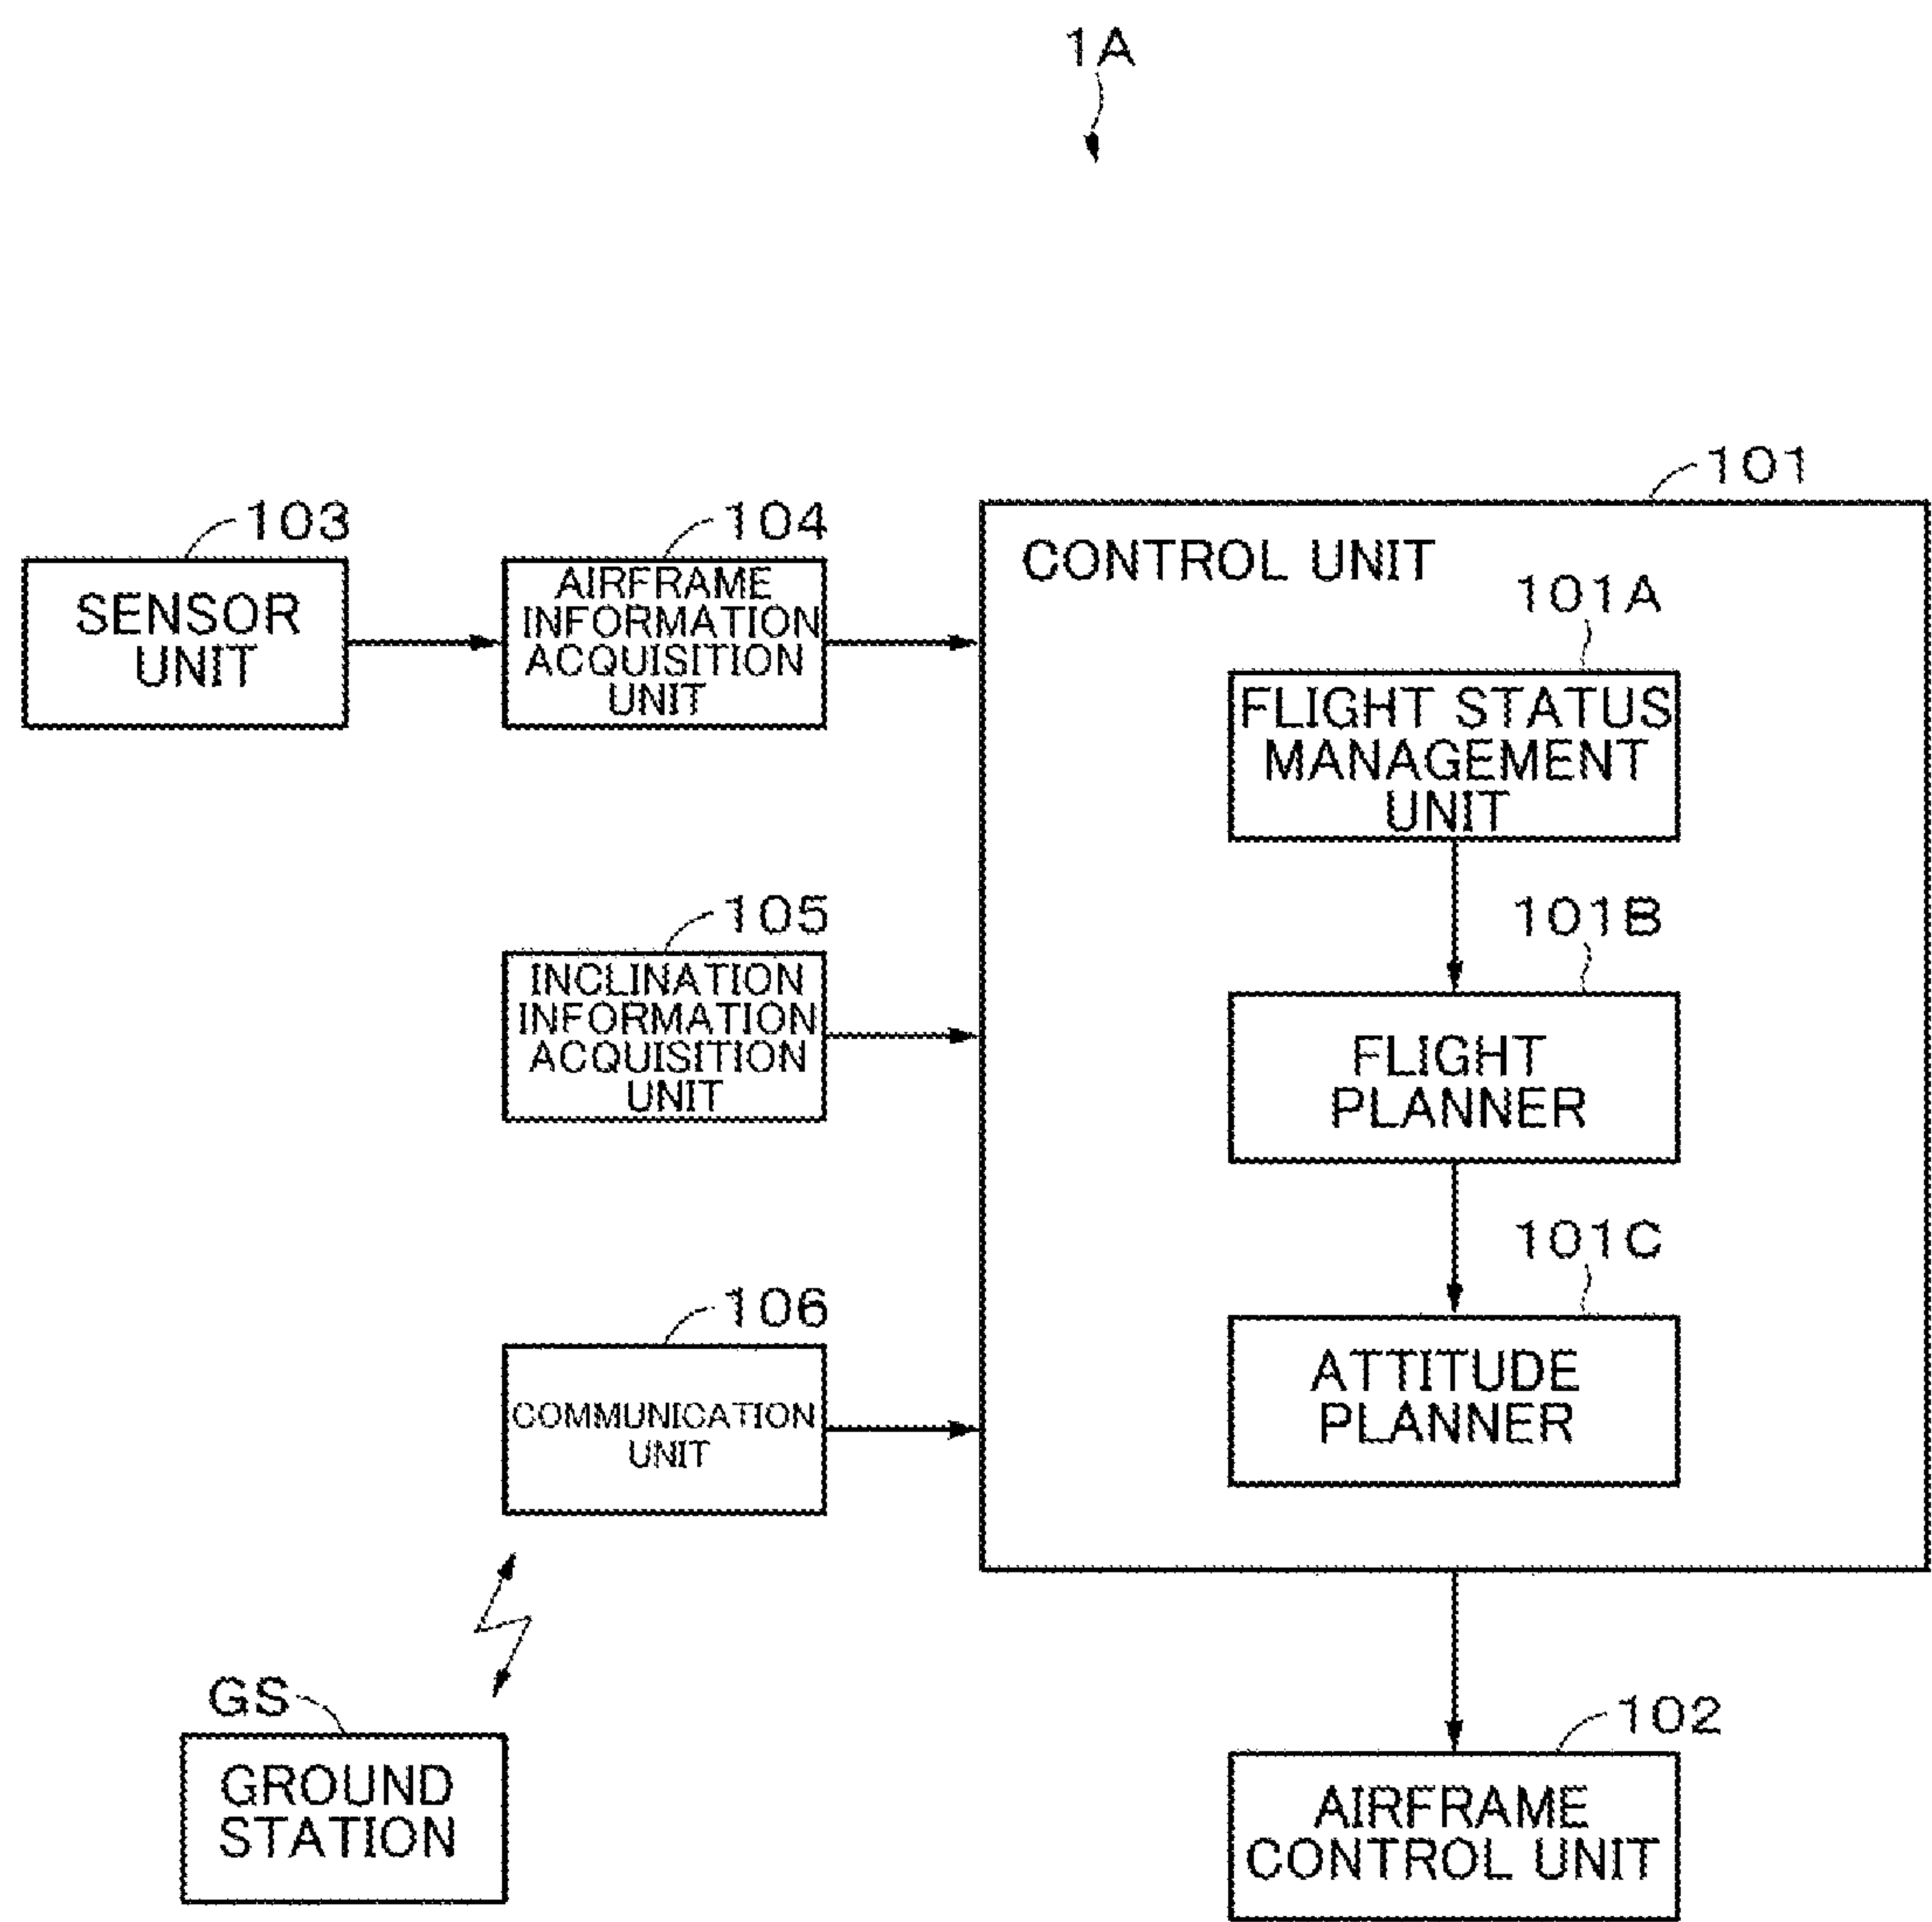 1A
101
103
104
CONTROL UNIT
SENSOR
UNIT
AIRFRAME
INFORMATION
ACQUISITION
UNIT
101A
FLIGHT STATUS
MANAGEMENT
UNIT
105
INCLINATION
INFORMATION
ACQUISITION
UNIT
101B
FLIGHT
PLANNER
106
COMMUNICATION
UNIT
101C
ATTITUDE
PLANNER
GS
GROUND
STATION
102
AIRFRAME
CONTROL UNIT